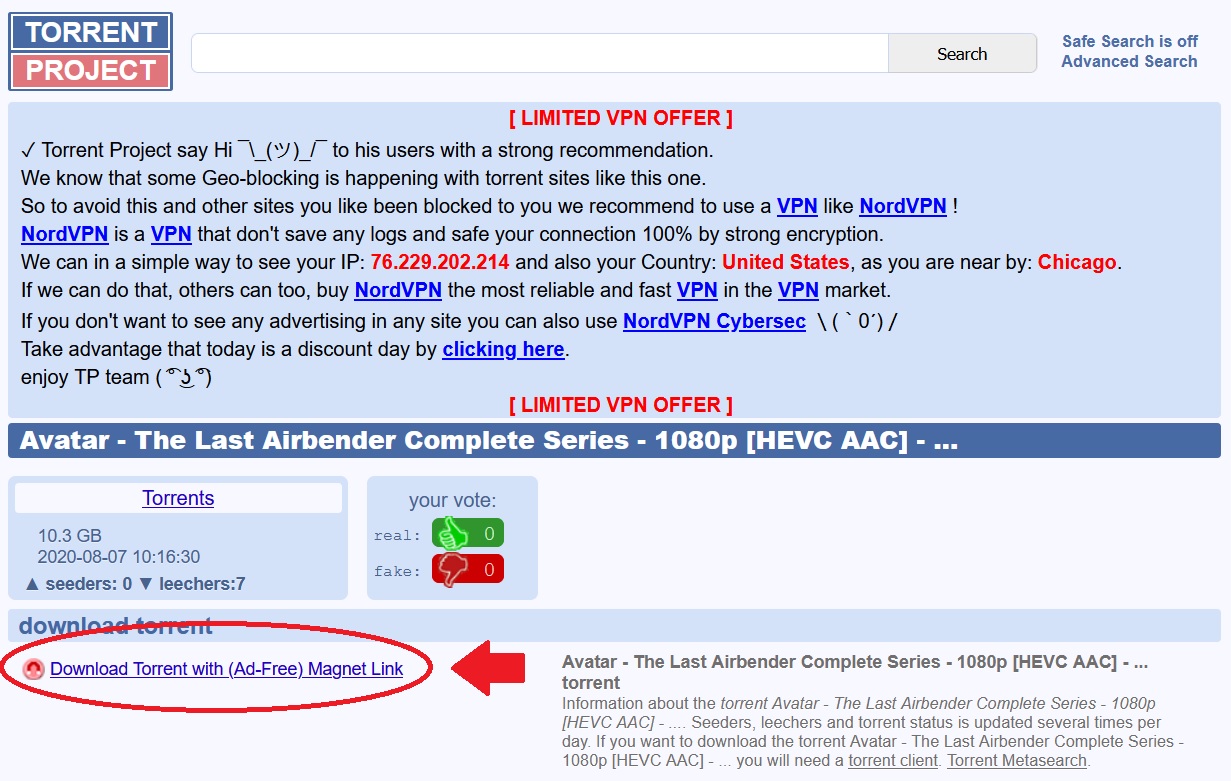 TORRENT
PROJECT
Search
Safe Search is off
Advanced Search
[ LIMITED VPN OFFER ]
✓ Torrent Project say Hi ¯\_(ツ)_/¯ to his users with a strong recommendation.
We know that some Geo-blocking is happening with torrent sites like this one.
So to avoid this and other sites you like been blocked to you we recommend to use a VPN like NordVPN !
NordVPN is a VPN that don't save any logs and safe your connection 100% by strong encryption.
We can in a simple way to see your IP: 76.229.202.214 and also your Country: United States, as you are near by: Chicago.
If we can do that, others can too, buy NordVPN the most reliable and fast VPN in the VPN market.
If you don't want to see any advertising in any site you can also use NordVPN Cybersec \ ( ` 0´) /
Take advantage that today is a discount day by clicking here.
enjoy TP team ( ͡° ͜ʖ ͡°)
[ LIMITED VPN OFFER ]
Avatar - The Last Airbender Complete Series - 1080p [HEVC AAC] - ...
Torrents
10.3 GB
2020-08-07 10:16:30
▲ seeders: 0 ▼ leechers:7
your vote:
real: 0
fake: 0
download torrent
Download Torrent with (Ad-Free) Magnet Link
Avatar - The Last Airbender Complete Series - 1080p [HEVC AAC] - ...
torrent
Information about the torrent Avatar - The Last Airbender Complete Series - 1080p
[HEVC AAC] - .... Seeders, leechers and torrent status is updated several times per
day. If you want to download the torrent Avatar - The Last Airbender Complete Series -
1080p [HEVC AAC] - ... you will need a torrent client. Torrent Metasearch.